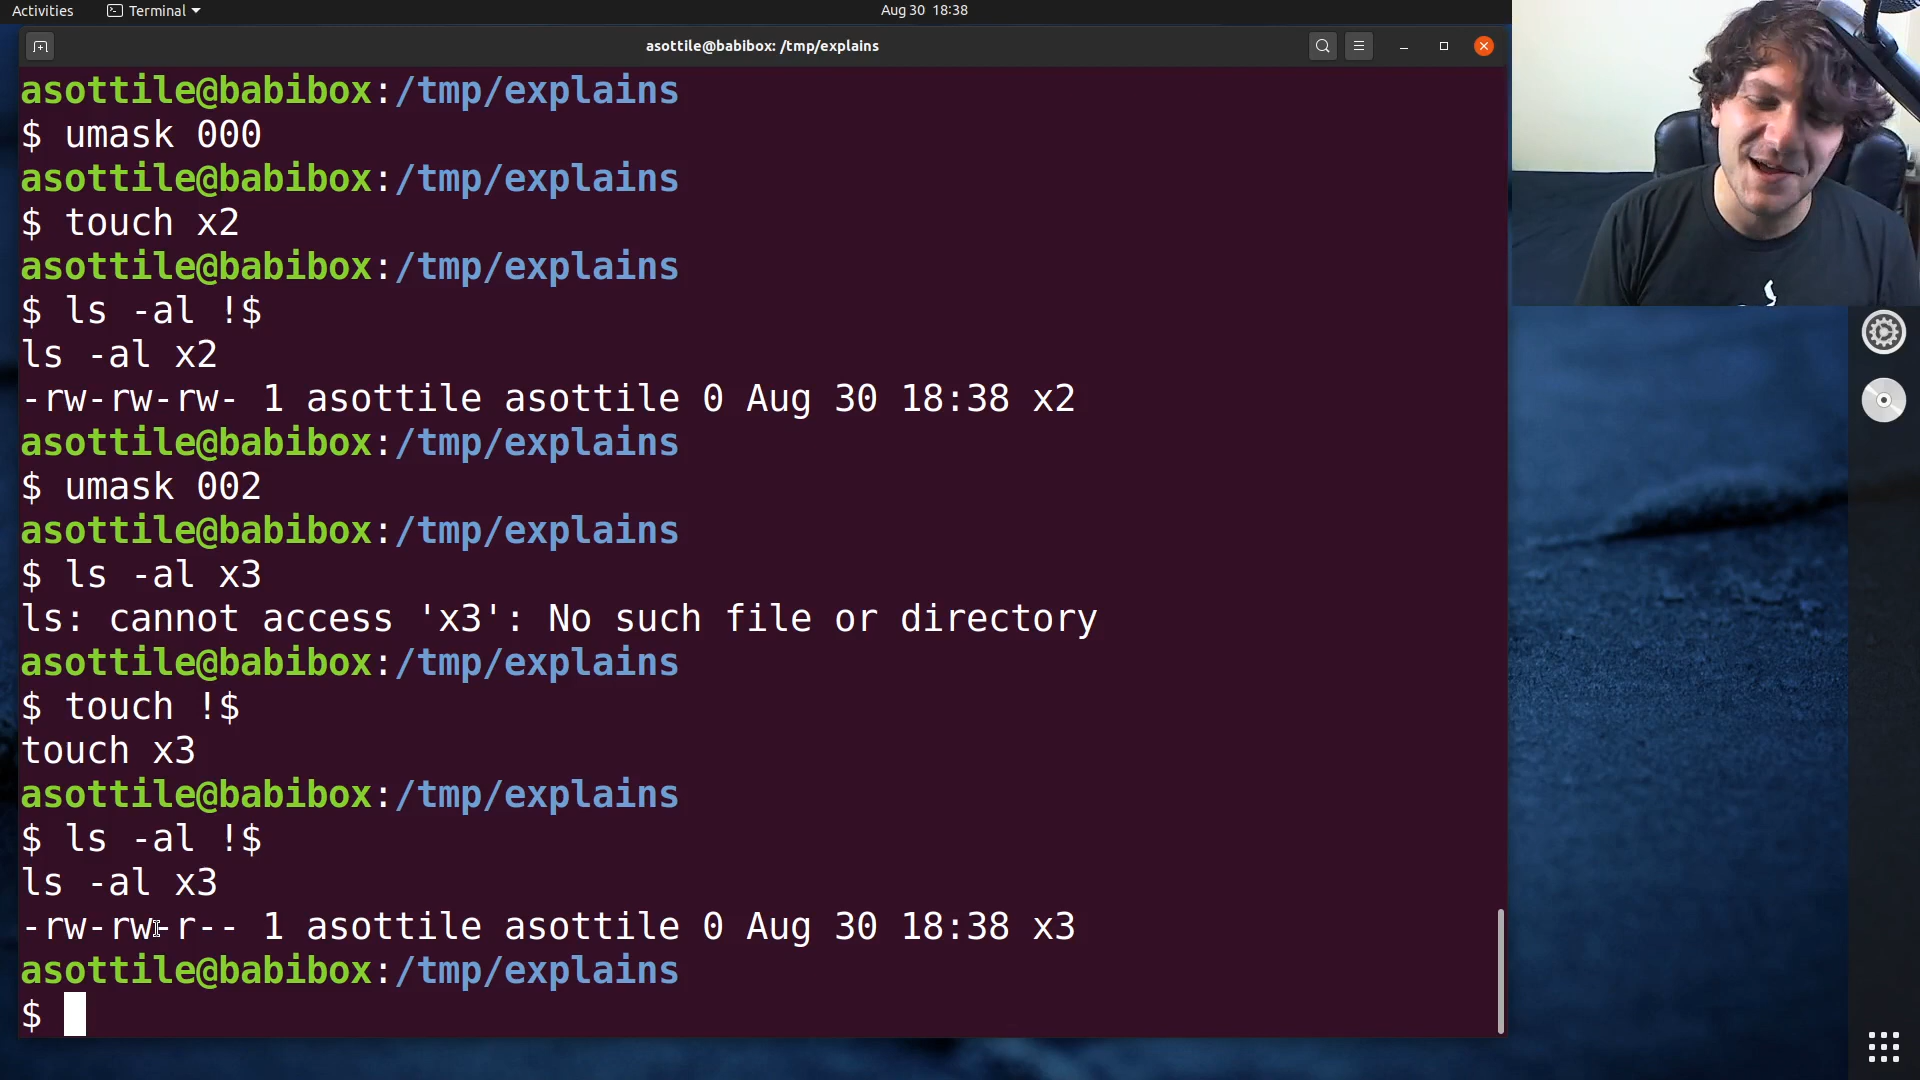 Activities
Terminal
Aug 30 18:38
asottile@babibox: /tmp/explains
asottile@babibox:/tmp/explains
$ umask 000
asottile@babibox:/tmp/explains
$ touch x2
asottile@babibox:/tmp/explains
$ ls -al !$
ls -al x2
-rw-rw-rw- 1 asottile asottile 0 Aug 30 18:38 x2
asottile@babibox:/tmp/explains
$ umask 002
asottile@babibox:/tmp/explains
$ ls -al x3
ls: cannot access 'x3': No such file or directory
asottile@babibox:/tmp/explains
$ touch !$
touch x3
asottile@babibox:/tmp/explains
$ ls -al !$
ls -al x3
-rw-rw-r-- 1 asottile asottile 0 Aug 30 18:38 x3
asottile@babibox:/tmp/explains
$